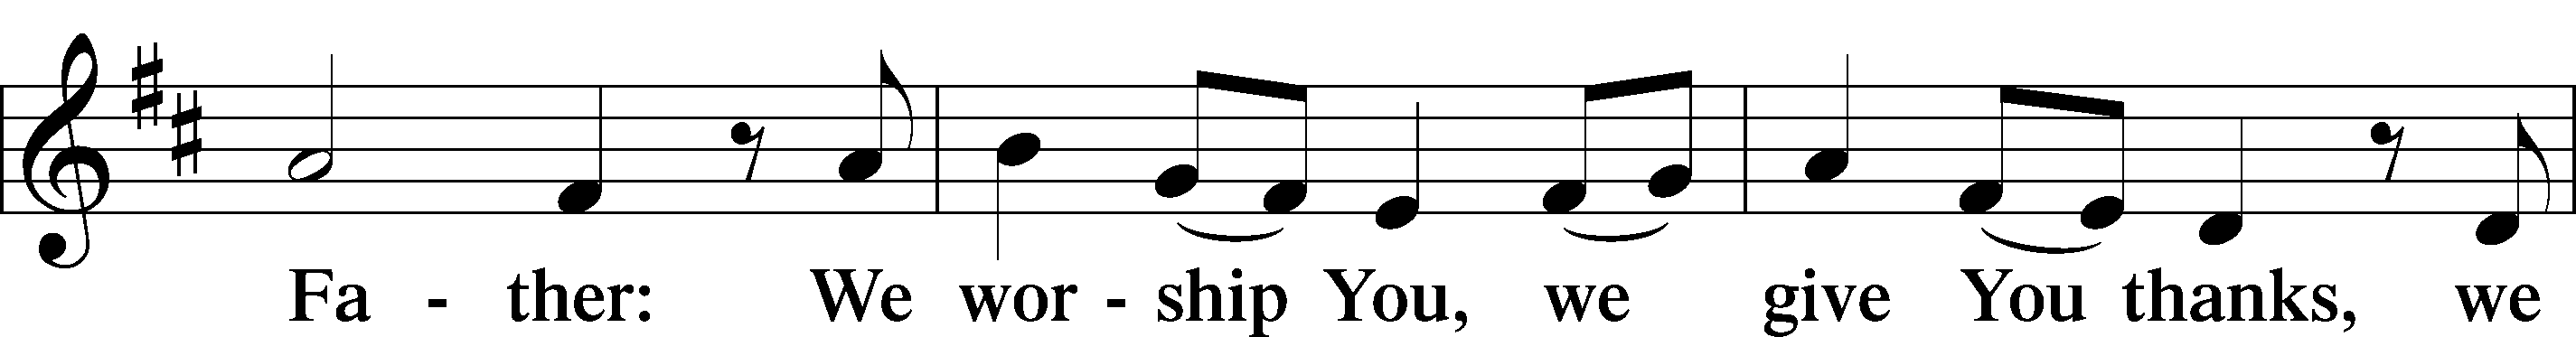 Fa - ther: We wor - ship You, we give You thanks, we